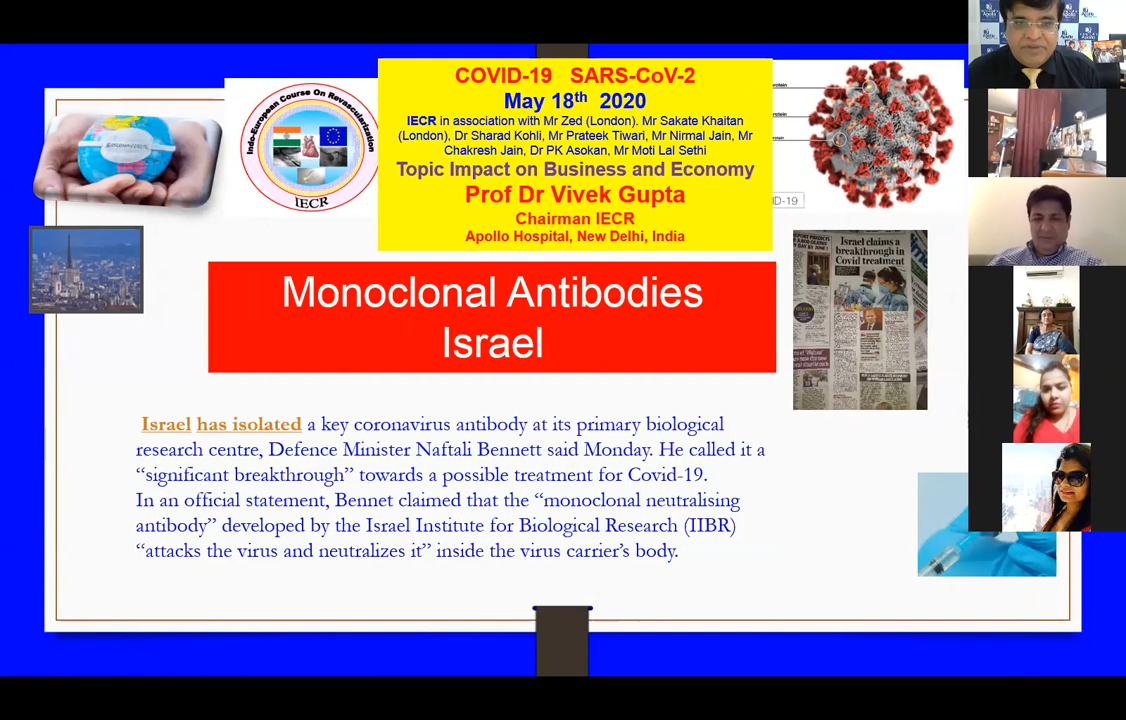 COVID-19 SARS-CoV-2
May 18th 2020
IECR in association with Mr Zed (London). Mr Sakate Khaitan
(London), Dr Sharad Kohli, Mr Prateek Tiwari, Mr Nirmal Jain, Mr
Chakresh Jain, Dr PK Asokan, Mr Moti Lal Sethi
Topic Impact on Business and Economy
Prof Dr Vivek Gupta
Chairman IECR
Apollo Hospital, New Delhi, India
Indo-European Course On Revascularization
IECR
CORONAVIRUS
rotein
rotein
ID-19
Apollo
Israel claims a
breakthrough in
Covid treatment
Monoclonal Antibodies
Israel
Israel has isolated a key coronavirus antibody at its primary biological
research centre, Defence Minister Naftali Bennett said Monday. He called it a
“significant breakthrough” towards a possible treatment for Covid-19.
In an official statement, Bennet claimed that the “monoclonal neutralising
antibody” developed by the Israel Institute for Biological Research (IIBR)
“attacks the virus and neutralizes it” inside the virus carrier’s body.